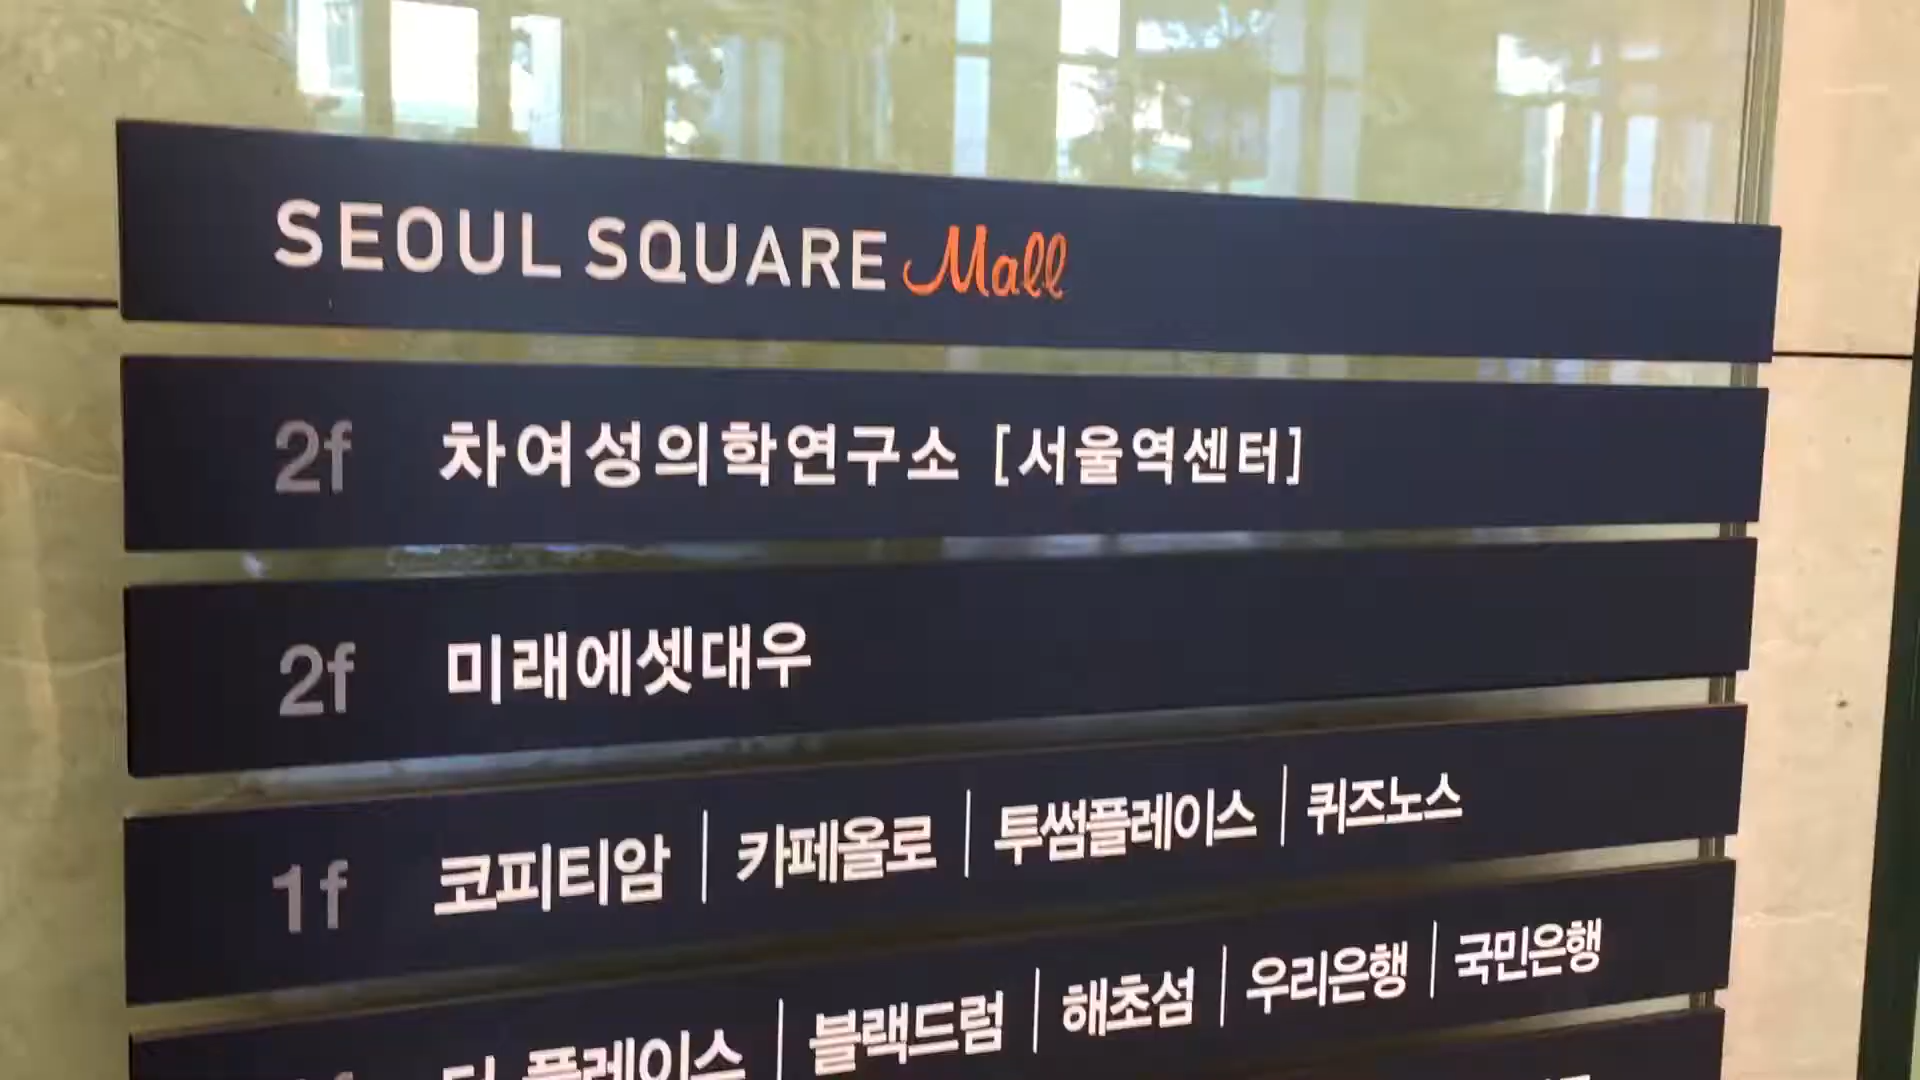 SEOUL SQUARE Mall
2f 차여성의학연구소 [서울역센터]
2f 미래에셋대우
1f 코피티암 | 카페올로 | 투썸플레이스 | 퀴즈노스
플레이스 | 블랙드럼 | 해초섬 | 우리은행 | 국민은행